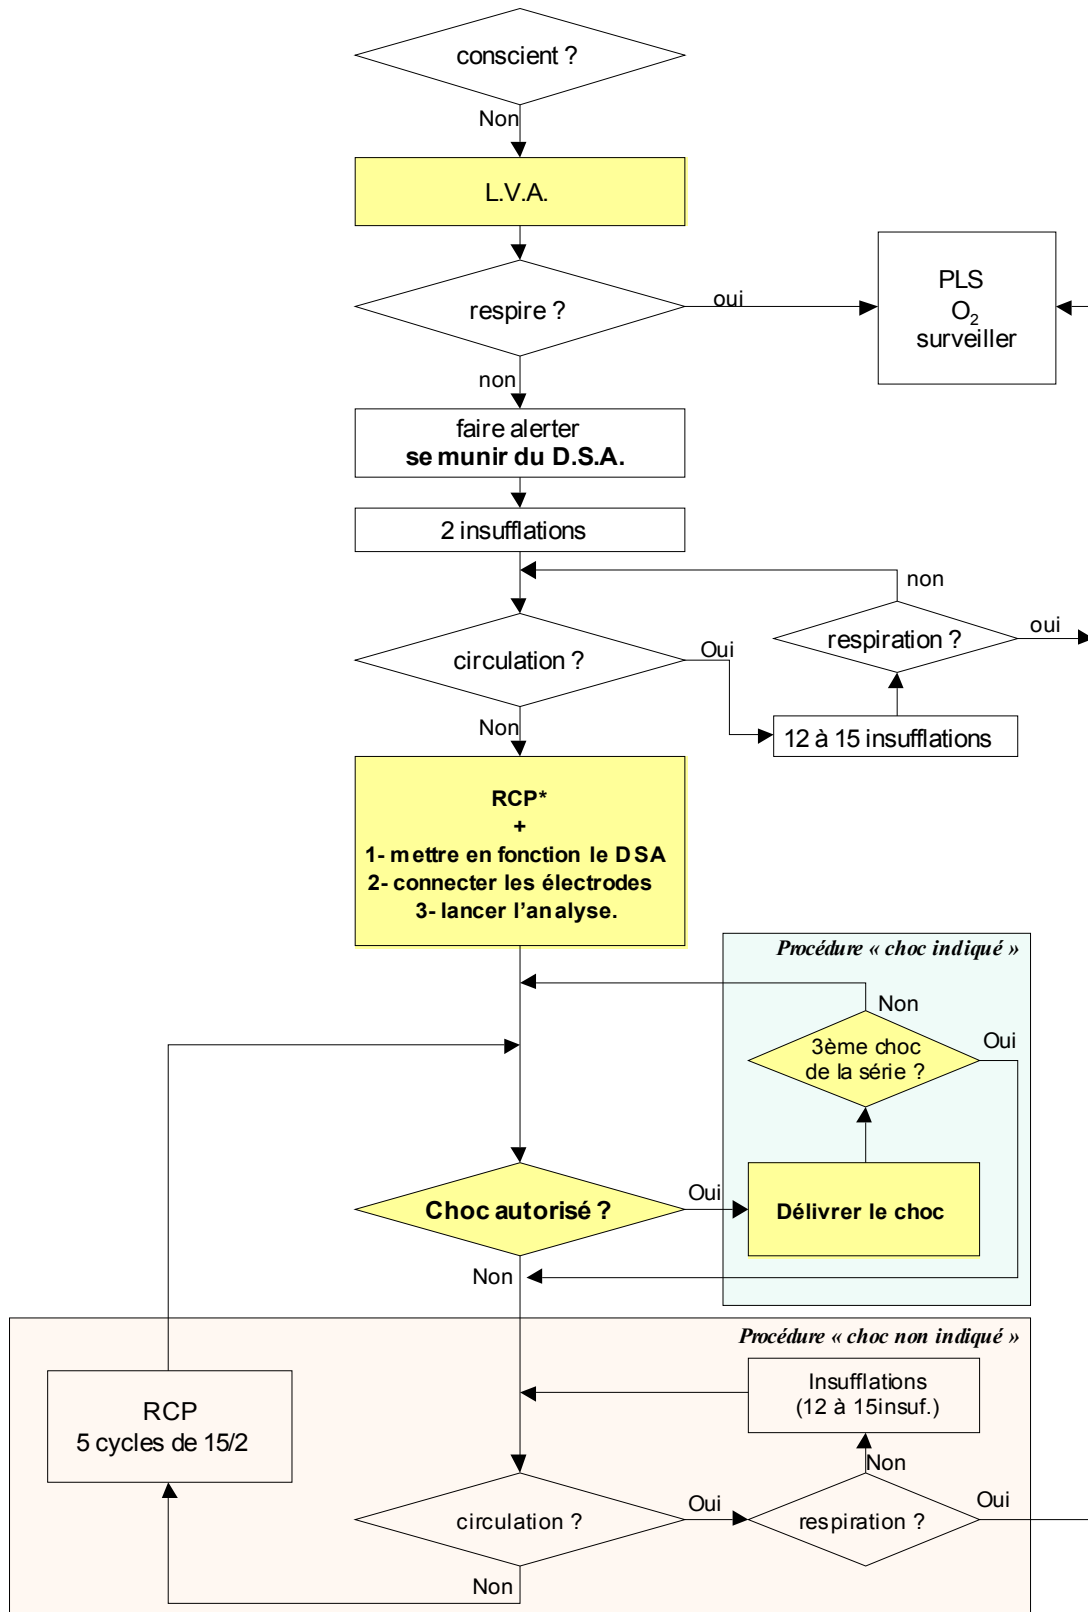 conscient ?
Non
L.V.A.
respire ?
oui
PLS
O2
surveiller
non
faire alerter
se munir du D.S.A.
2 insufflations
non
respiration ?
oui
circulation ?
Oui
Non
12 à 15 insufflations
RCP*
+
1- mettre en fonction le DSA
2- connecter les électrodes
3- lancer l’analyse.
Procédure « choc indiqué »
Non
Oui
3ème choc
de la série ?
Choc autorisé ?
Oui
Délivrer le choc
Non
Procédure « choc non indiqué »
Insufflations
(12 à 15insuf.)
RCP
5 cycles de 15/2
Non
circulation ?
Oui
respiration ?
Oui
Non